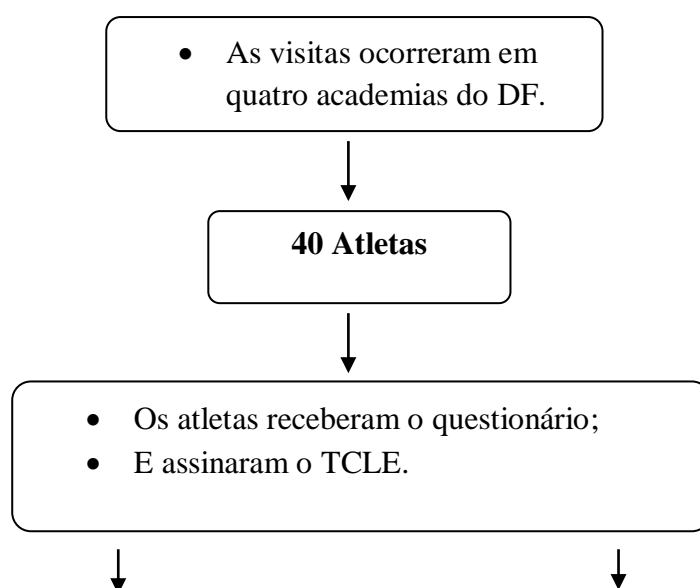 • As visitas ocorreram em
quatro academias do DF.
40 Atletas
• Os atletas receberam o questionário;
• E assinaram o TCLE.